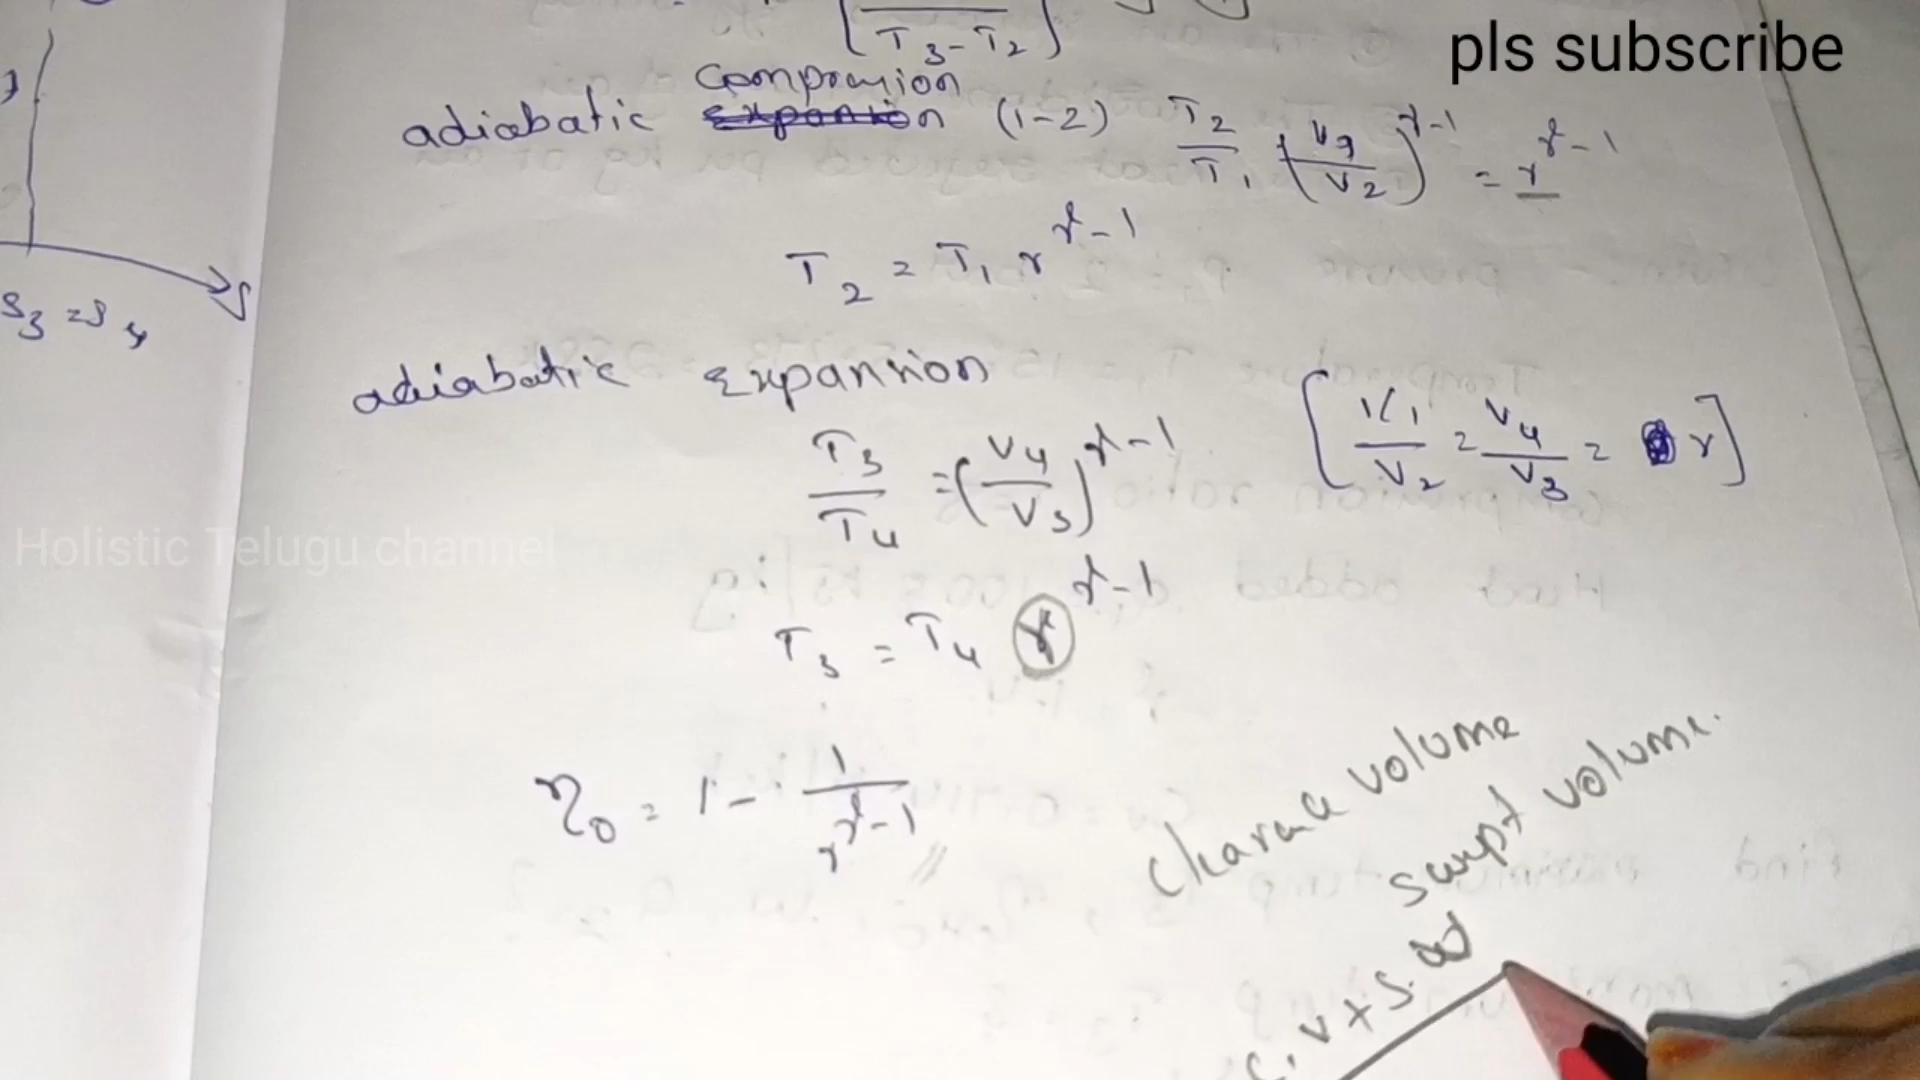 T3-T2
pls subscribe
Compression
adiabatic expansion (1-2) T2/T1 (V1/V2)^γ-1 = r^γ-1
T2 = T1 r^γ-1
S3 = S4
S
adiabatic expansion
T3/T4 = (V4/V3)^γ-1 [V1/V2 = V4/V3 = r]
Holistic Telugu channel
T3 = T4 r^γ-1
η0 = 1 - 1/r^γ-1
volume
swept volume.
C.V + S.